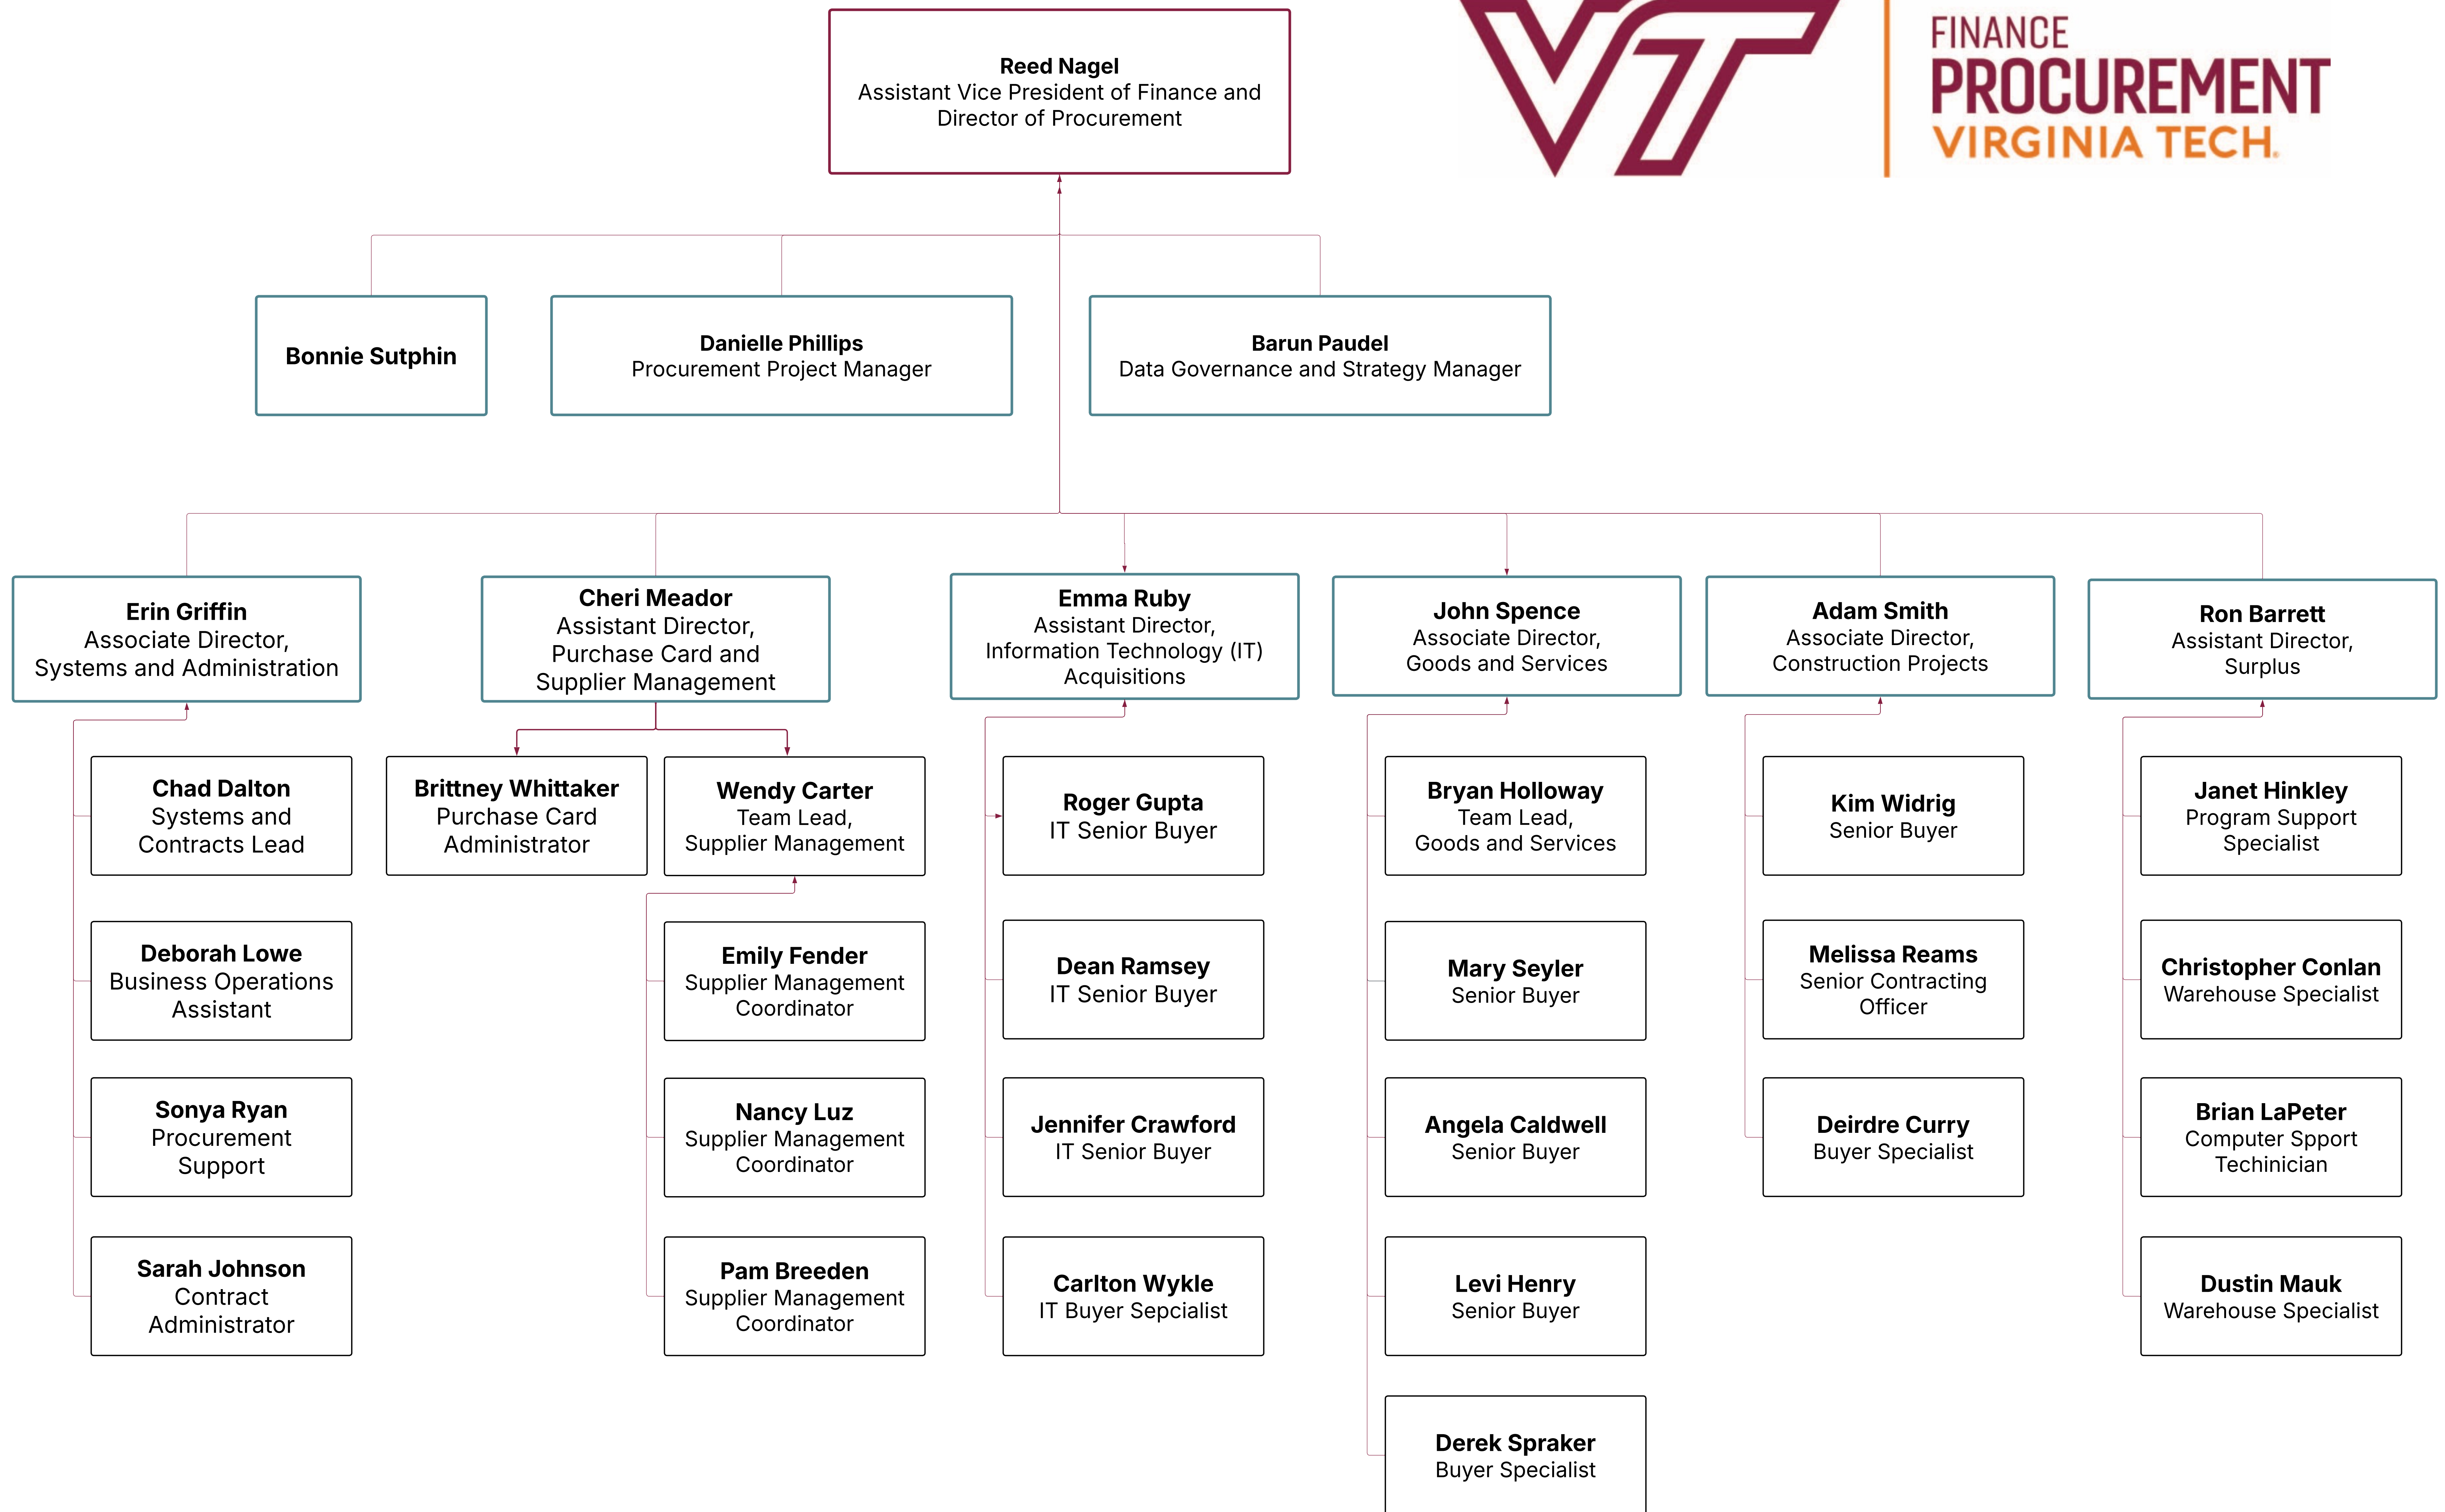 Reed Nagel
Assistant Vice President of Finance and
Director of Procurement
VT
FINANCE
PROCUREMENT
VIRGINIA TECH®
Bonnie Sutphin
Danielle Phillips
Procurement Project Manager
Barun Paudel
Data Governance and Strategy Manager
Erin Griffin
Associate Director,
Systems and Administration
Cheri Meador
Assistant Director,
Purchase Card and
Supplier Management
Emma Ruby
Assistant Director,
Information Technology (IT)
Acquisitions
John Spence
Associate Director,
Goods and Services
Adam Smith
Associate Director,
Construction Projects
Ron Barrett
Assistant Director,
Surplus
Chad Dalton
Systems and
Contracts Lead
Brittney Whittaker
Purchase Card
Administrator
Wendy Carter
Team Lead,
Supplier Management
Roger Gupta
IT Senior Buyer
Bryan Holloway
Team Lead,
Goods and Services
Kim Widrig
Senior Buyer
Janet Hinkley
Program Support
Specialist
Deborah Lowe
Business Operations
Assistant
Emily Fender
Supplier Management
Coordinator
Dean Ramsey
IT Senior Buyer
Mary Seyler
Senior Buyer
Melissa Reams
Senior Contracting
Officer
Christopher Conlan
Warehouse Specialist
Sonya Ryan
Procurement
Support
Nancy Luz
Supplier Management
Coordinator
Jennifer Crawford
IT Senior Buyer
Angela Caldwell
Senior Buyer
Deirdre Curry
Buyer Specialist
Brian LaPeter
Computer Spport
Techinician
Sarah Johnson
Contract
Administrator
Pam Breeden
Supplier Management
Coordinator
Carlton Wykle
IT Buyer Sepcialist
Levi Henry
Senior Buyer
Dustin Mauk
Warehouse Specialist
Derek Spraker
Buyer Specialist